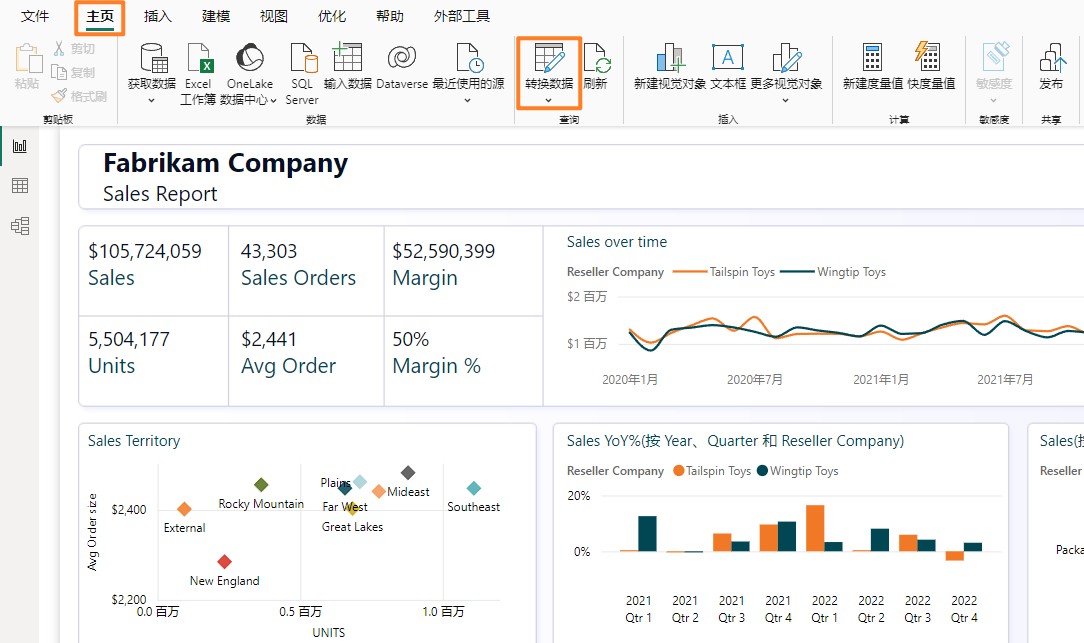 文件 主页 插入 建模 视图 优化 帮助 外部工具
粘贴
剪切
复制
格式刷
获取数据
Excel
工作簿
OneLake
数据中心
SQL
Server
输入数据
Dataverse
最近使用的源
转换数据
刷新
新建视觉对象
文本框
更多视觉对象
新建度量值
快度量值
敏感度
发布
剪贴板 数据 查询 插入 计算 敏感度 共享
Fabrikam Company
Sales Report
$105,724,059
Sales
43,303
Sales Orders
$52,590,399
Margin
5,504,177
Units
$2,441
Avg Order
50%
Margin %
Sales over time
Reseller Company Tailspin Toys Wingtip Toys
$2 百万
$1 百万
2020年1月 2020年7月 2021年1月 2021年7月
Sales Territory
Avg Order size
$2,400
$2,200
External
Rocky Mountain
New England
Plains
Far West
Great Lakes
Mideast
Southeast
0.0 百万 0.5 百万 1.0 百万
UNITS
Sales YoY%(按 Year、Quarter 和 Reseller Company)
Reseller Company Tailspin Toys Wingtip Toys
20%
0%
2021 2021 2021 2021 2022 2022 2022 2022
Qtr 1 Qtr 2 Qtr 3 Qtr 4 Qtr 1 Qtr 2 Qtr 3 Qtr 4
Sales(按
Reseller
Packa